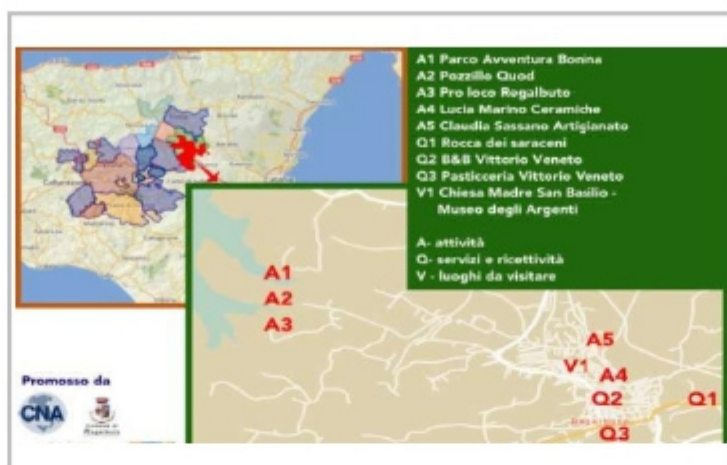 A1 Parco Avventura Bonina
A2 Pozzillo Quod
A3 Pro loco Regalbuto
A4 Lucia Marino Ceramiche
A5 Claudia Sassano Artigianato
Q1 Rocca dei saraceni
Q2 B&B Vittorio Veneto
Q3 Pasticceria Vittorio Veneto
V1 Chiesa Madre San Basilio -
Museo degli Argenti
A- attività
Q- servizi e ricettività
V - luoghi da visitare
A1
A2
A3
A5
V1
A4
Q2
Q1
Q3
Promosso da
CNA